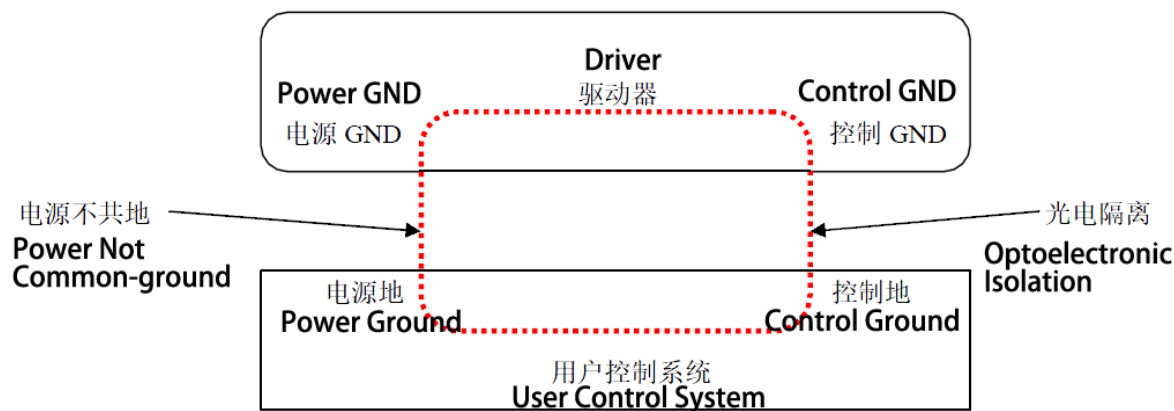 Driver
驱动器
Power GND
电源 GND
Control GND
控制 GND
电源不共地
Power Not
Common-ground
光电隔离
Optoelectronic
Isolation
电源地
Power Ground
控制地
Control Ground
用户控制系统
User Control System